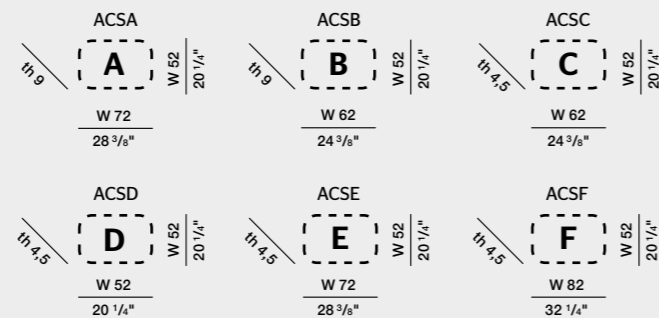 ACSA
th 9
A
W 52
20 1/4"
W 72
28 3/8"
ACSB
th 9
B
W 52
20 1/4"
W 62
24 3/8"
ACSC
th 4,5
C
W 52
20 1/4"
W 62
24 3/8"
ACSD
th 4,5
D
W 52
20 1/4"
W 52
20 1/4"
ACSE
th 4,5
E
W 52
20 1/4"
W 72
28 3/8"
ACSF
th 4,5
F
W 52
20 1/4"
W 82
32 1/4"